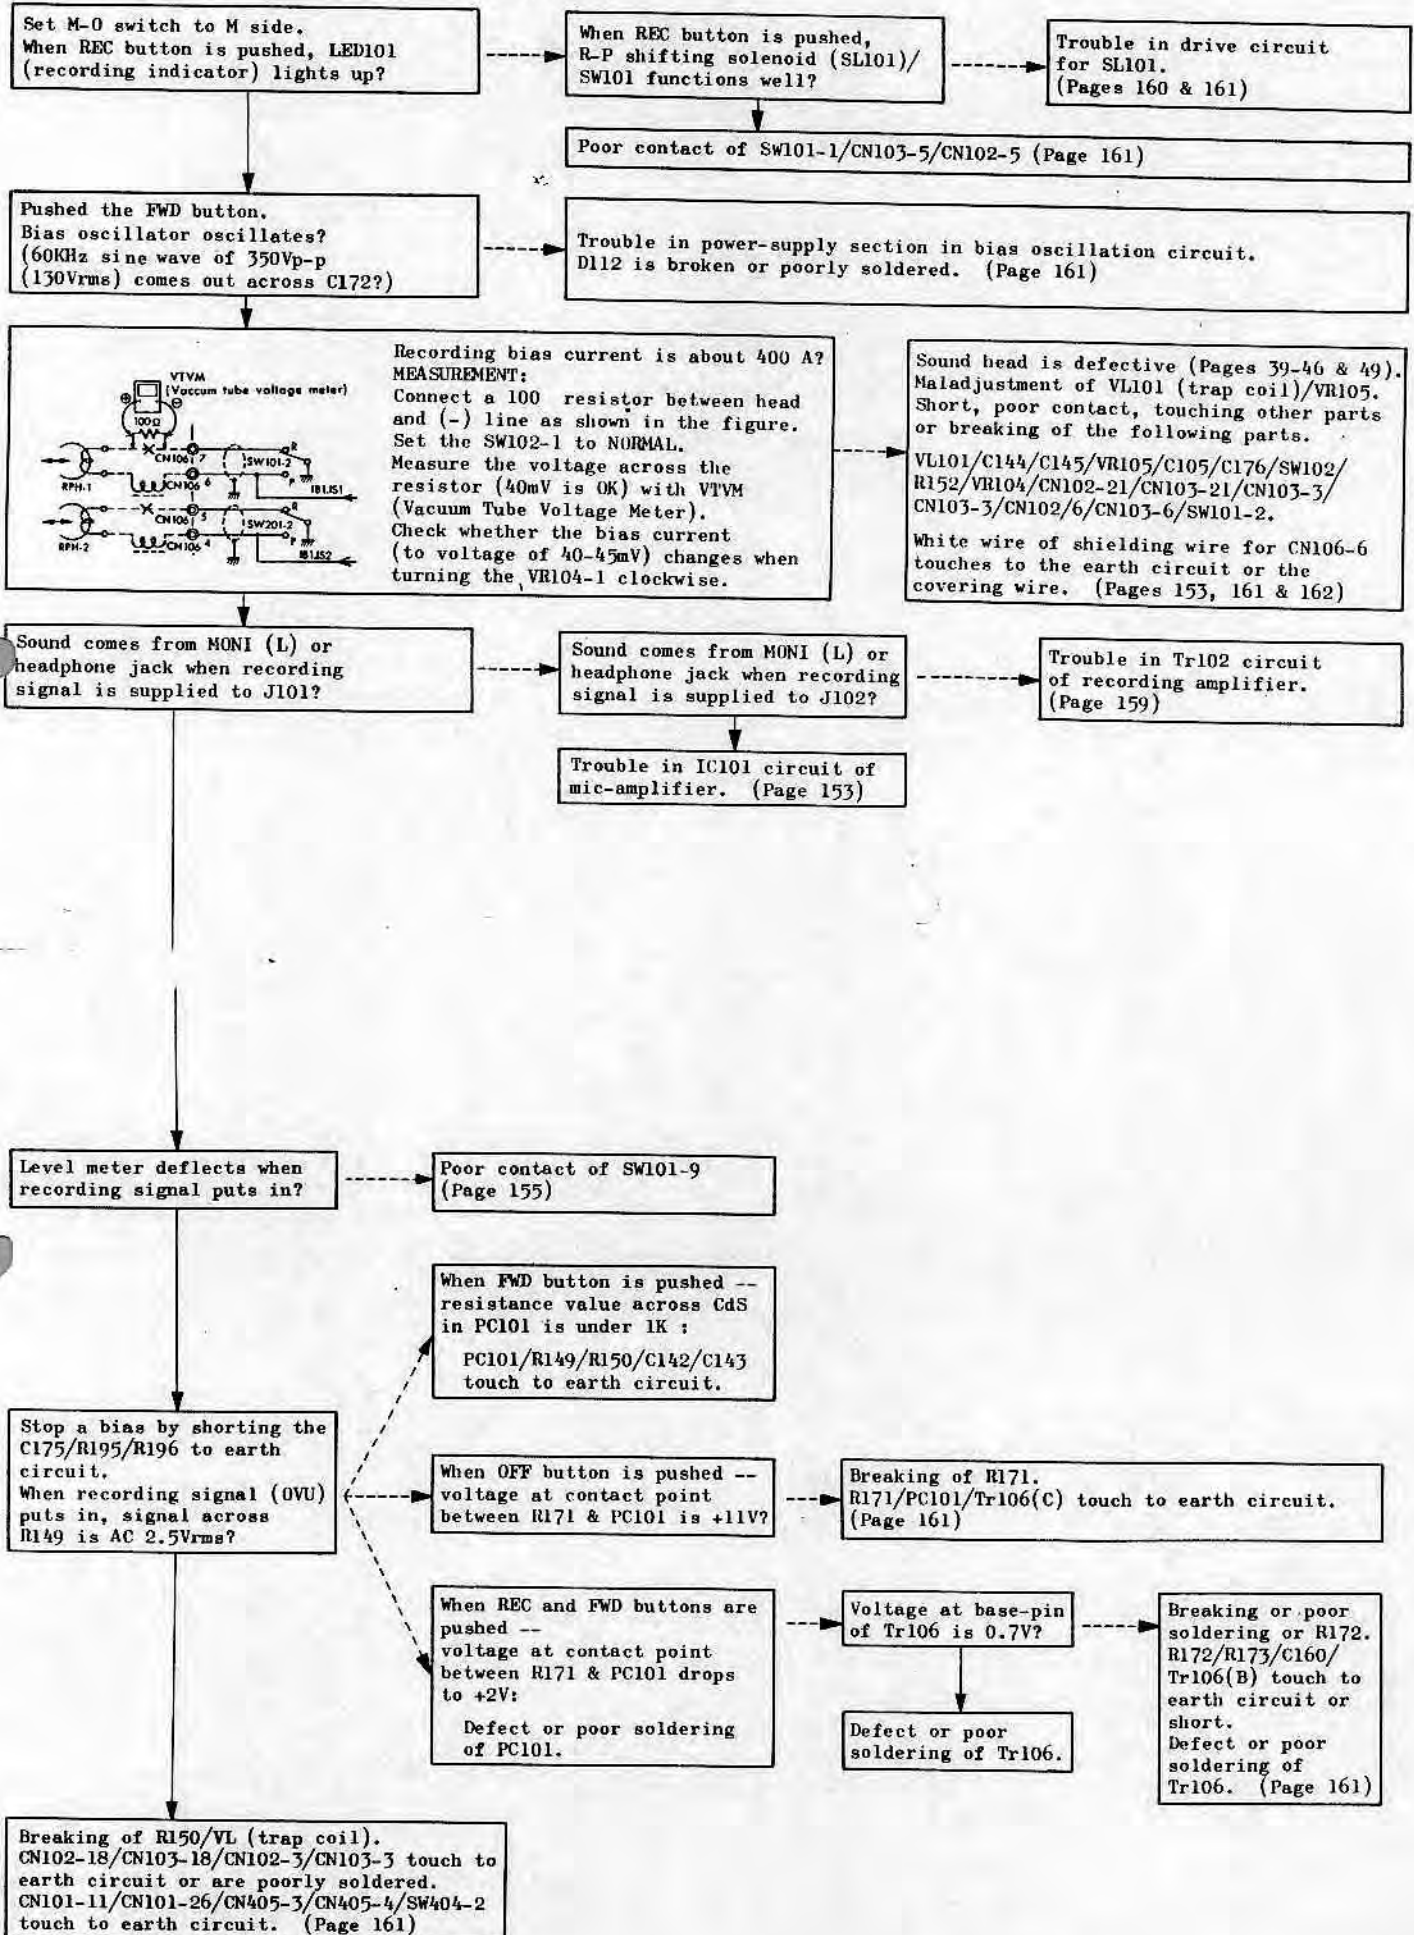 Set M-O switch to M side.
When REC button is pushed, LED101
(recording indicator) lights up?
When REC button is pushed,
R-P shifting solenoid (SL101)/
SW101 functions well?
Trouble in drive circuit
for SL101.
(Pages 160 & 161)
Poor contact of SW101-1/CN103-5/CN102-5 (Page 161)
Pushed the FWD button.
Bias oscillator oscillates?
(60KHz sine wave of 350Vp-p
(130Vrms) comes out across C172?)
Trouble in power-supply section in bias oscillation circuit.
D112 is broken or poorly soldered. (Page 161)
VTVM
(Vaccum tube voltage meter)
100Ω
CN106 7
SW101-2
R
P
RPH-1
CN106 6
IB1.IS1
CN106 5
SW201-2
R
P
RPH-2
CN106 4
IB1.IS2
Recording bias current is about 400 A?
MEASUREMENT:
Connect a 100 resistor between head
and (-) line as shown in the figure.
Set the SW102-1 to NORMAL.
Measure the voltage across the
resistor (40mV is OK) with VTVM
(Vacuum Tube Voltage Meter).
Check whether the bias current
(to voltage of 40-45mV) changes when
turning the VR104-1 clockwise.
Sound head is defective (Pages 39-46 & 49).
Maladjustment of VL101 (trap coil)/VR105.
Short, poor contact, touching other parts
or breaking of the following parts.
VL101/C144/C145/VR105/C105/C176/SW102/
R152/VR104/CN102-21/CN103-21/CN103-3/
CN103-3/CN102/6/CN103-6/SW101-2.
White wire of shielding wire for CN106-6
touches to the earth circuit or the
covering wire. (Pages 153, 161 & 162)
Sound comes from MONI (L) or
headphone jack when recording
signal is supplied to J101?
Sound comes from MONI (L) or
headphone jack when recording
signal is supplied to J102?
Trouble in Tr102 circuit
of recording amplifier.
(Page 159)
Trouble in IC101 circuit of
mic-amplifier. (Page 153)
Level meter deflects when
recording signal puts in?
Poor contact of SW101-9
(Page 155)
When FWD button is pushed --
resistance value across CdS
in PC101 is under 1K :
PC101/R149/R150/C142/C143
touch to earth circuit.
Stop a bias by shorting the
C175/R195/R196 to earth
circuit.
When recording signal (OVU)
puts in, signal across
R149 is AC 2.5Vrms?
When OFF button is pushed --
voltage at contact point
between R171 & PC101 is +11V?
Breaking of R171.
R171/PC101/Tr106(C) touch to earth circuit.
(Page 161)
When REC and FWD buttons are
pushed --
voltage at contact point
between R171 & PC101 drops
to +2V:
Defect or poor soldering
of PC101.
Voltage at base-pin
of Tr106 is 0.7V?
Defect or poor
soldering of Tr106.
Breaking or poor
soldering or R172.
R172/R173/C160/
Tr106(B) touch to
earth circuit or
short.
Defect or poor
soldering of
Tr106. (Page 161)
Breaking of R150/VL (trap coil).
CN102-18/CN103-18/CN102-3/CN103-3 touch to
earth circuit or are poorly soldered.
CN101-11/CN101-26/CN405-3/CN405-4/SW404-2
touch to earth circuit. (Page 161)